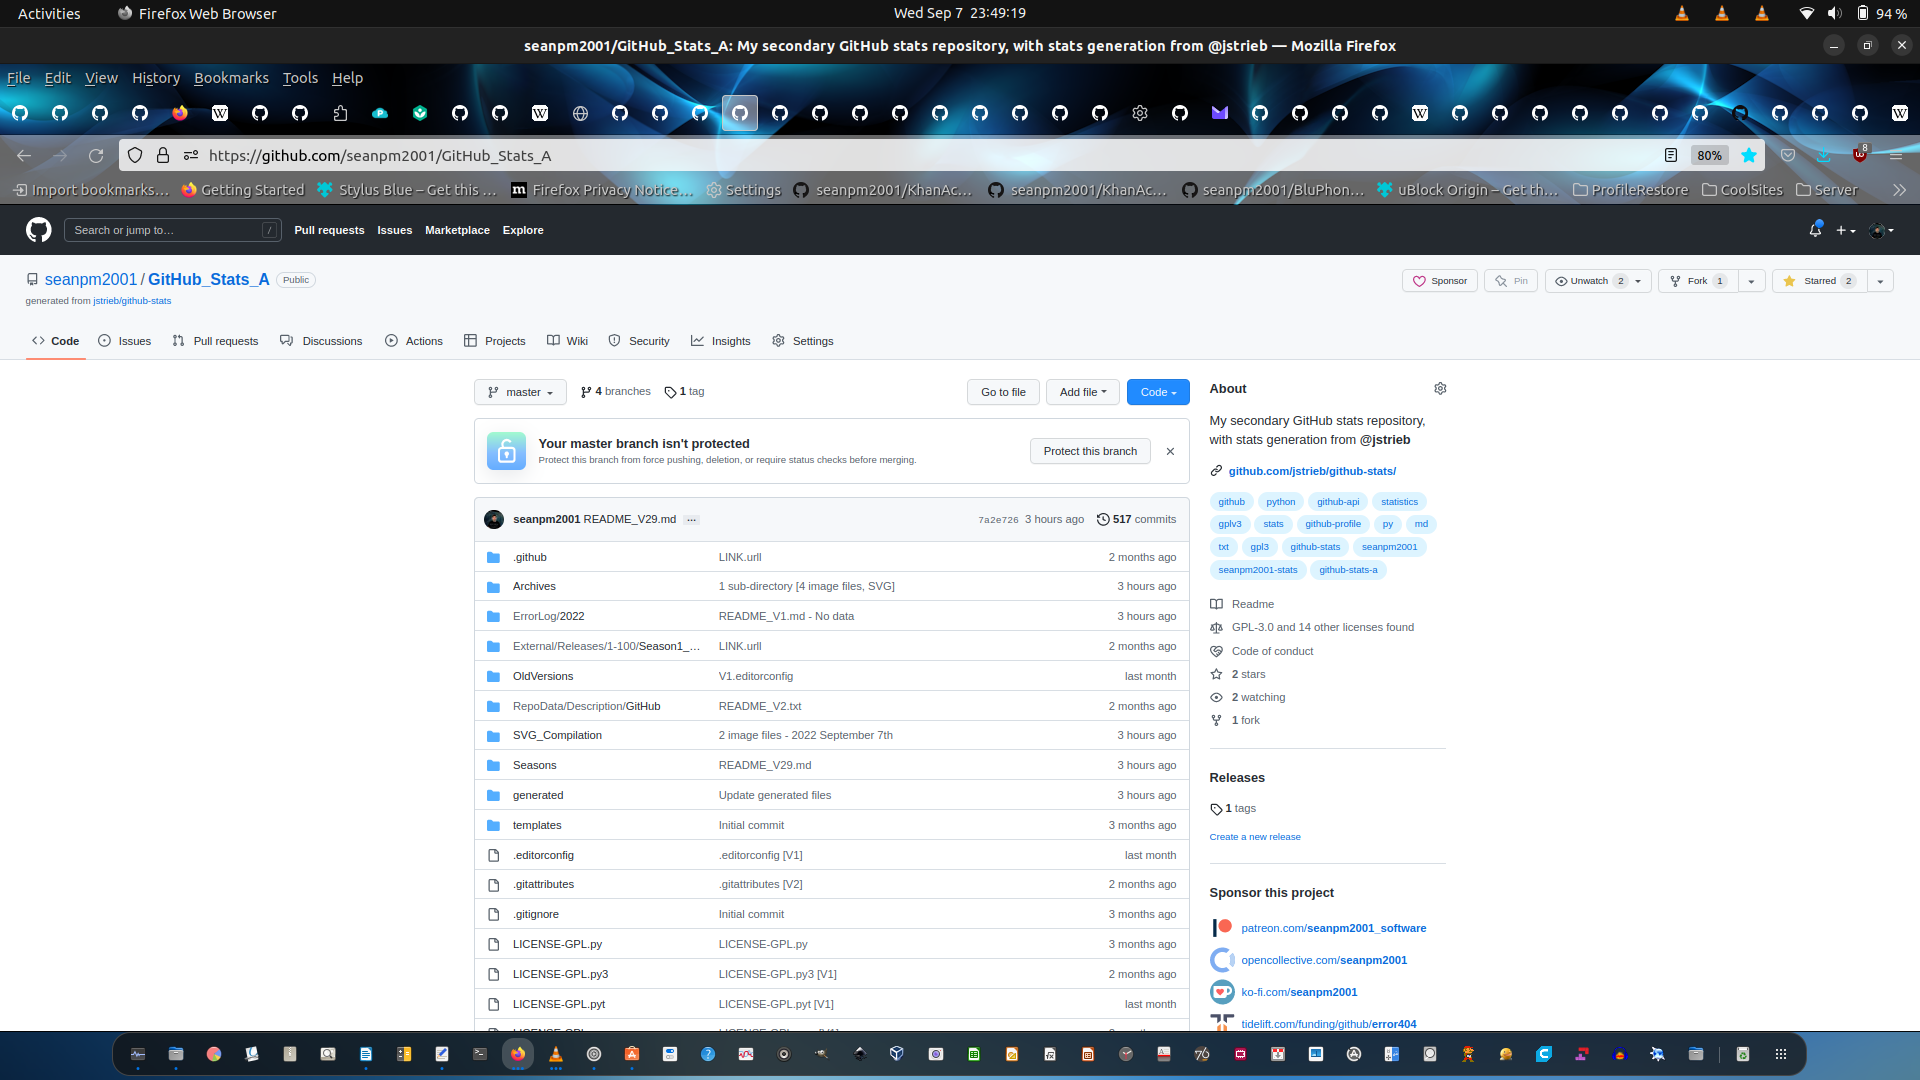 Activities Firefox Web Browser Wed Sep 7 23:49:19 94 %
seanpm2001/GitHub_Stats_A: My secondary GitHub stats repository, with stats generation from @jstrieb — Mozilla Firefox
File Edit View History Bookmarks Tools Help
https://github.com/seanpm2001/GitHub_Stats_A 80% 8
Import bookmarks… Getting Started Stylus Blue – Get this … Firefox Privacy Notice… Settings seanpm2001/KhanAc… seanpm2001/KhanAc… seanpm2001/BluPhon… uBlock Origin – Get th… ProfileRestore CoolSites Server
Search or jump to… / Pull requests Issues Marketplace Explore
seanpm2001 / GitHub_Stats_A Public Sponsor Pin Unwatch 2 Fork 1 Starred 2
generated from jstrieb/github-stats
Code Issues Pull requests Discussions Actions Projects Wiki Security Insights Settings
master 4 branches 1 tag Go to file Add file Code
Your master branch isn't protected
Protect this branch from force pushing, deletion, or require status checks before merging.
Protect this branch
seanpm2001 README_V29.md … 7a2e726 3 hours ago 517 commits
.github LINK.urll 2 months ago
Archives 1 sub-directory [4 image files, SVG] 3 hours ago
ErrorLog/2022 README_V1.md - No data 3 hours ago
External/Releases/1-100/Season1_… LINK.urll 2 months ago
OldVersions V1.editorconfig last month
RepoData/Description/GitHub README_V2.txt 2 months ago
SVG_Compilation 2 image files - 2022 September 7th 3 hours ago
Seasons README_V29.md 3 hours ago
generated Update generated files 3 hours ago
templates Initial commit 3 months ago
.editorconfig .editorconfig [V1] last month
.gitattributes .gitattributes [V2] 2 months ago
.gitignore Initial commit 3 months ago
LICENSE-GPL.py LICENSE-GPL.py 3 months ago
LICENSE-GPL.py3 LICENSE-GPL.py3 [V1] 2 months ago
LICENSE-GPL.pyt LICENSE-GPL.pyt [V1] last month
About
My secondary GitHub stats repository,
with stats generation from @jstrieb
github.com/jstrieb/github-stats/
github python github-api statistics
gplv3 stats github-profile py md
txt gpl3 github-stats seanpm2001
seanpm2001-stats github-stats-a
Readme
GPL-3.0 and 14 other licenses found
Code of conduct
2 stars
2 watching
1 fork
Releases
1 tags
Create a new release
Sponsor this project
patreon.com/seanpm2001_software
opencollective.com/seanpm2001
ko-fi.com/seanpm2001
tidelift.com/funding/github/error404